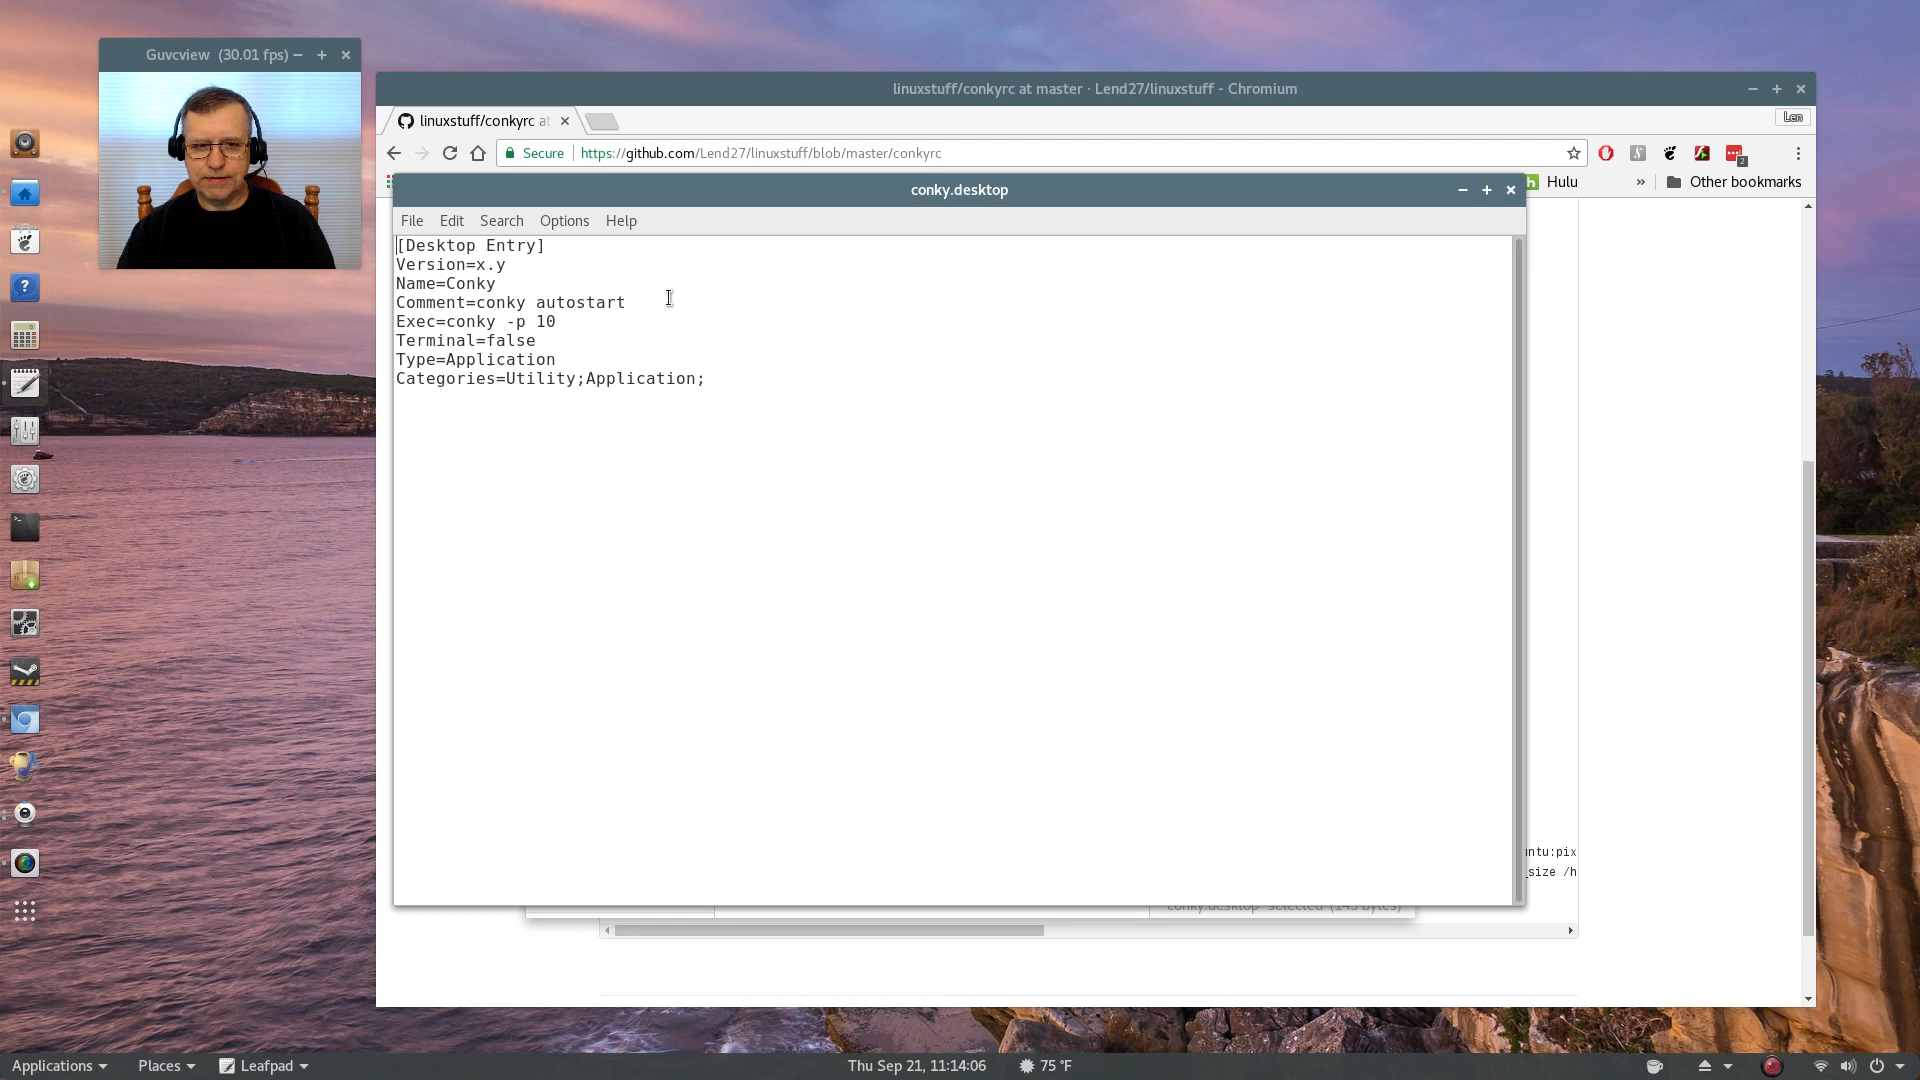 Guvcview (30.01 fps)
linuxstuff/conkyrc at master · Lend27/linuxstuff - Chromium
linuxstuff/conkyrc at
Len
Secure
https://github.com/Lend27/linuxstuff/blob/master/conkyrc
2
Hulu
»
Other bookmarks
conky.desktop
File Edit Search Options Help
[Desktop Entry]
Version=x.y
Name=Conky
Comment=conky autostart
Exec=conky -p 10
Terminal=false
Type=Application
Categories=Utility;Application;
ntu:pix
_size /h
Applications
Places
Leafpad
Thu Sep 21, 11:14:06
75 °F